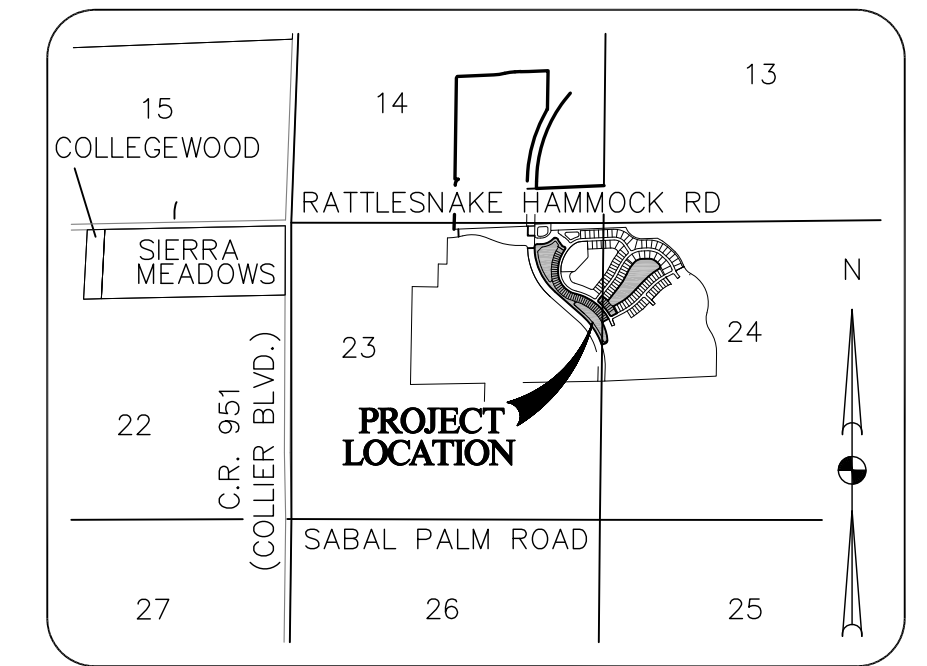 13
14
15
COLLEGEWOOD
RATTLESNAKE HAMMOCK RD
SIERRA
MEADOWS
N
23
24
22
C.R. 951
(COLLIER BLVD.)
PROJECT
LOCATION
SABAL PALM ROAD
27
26
25